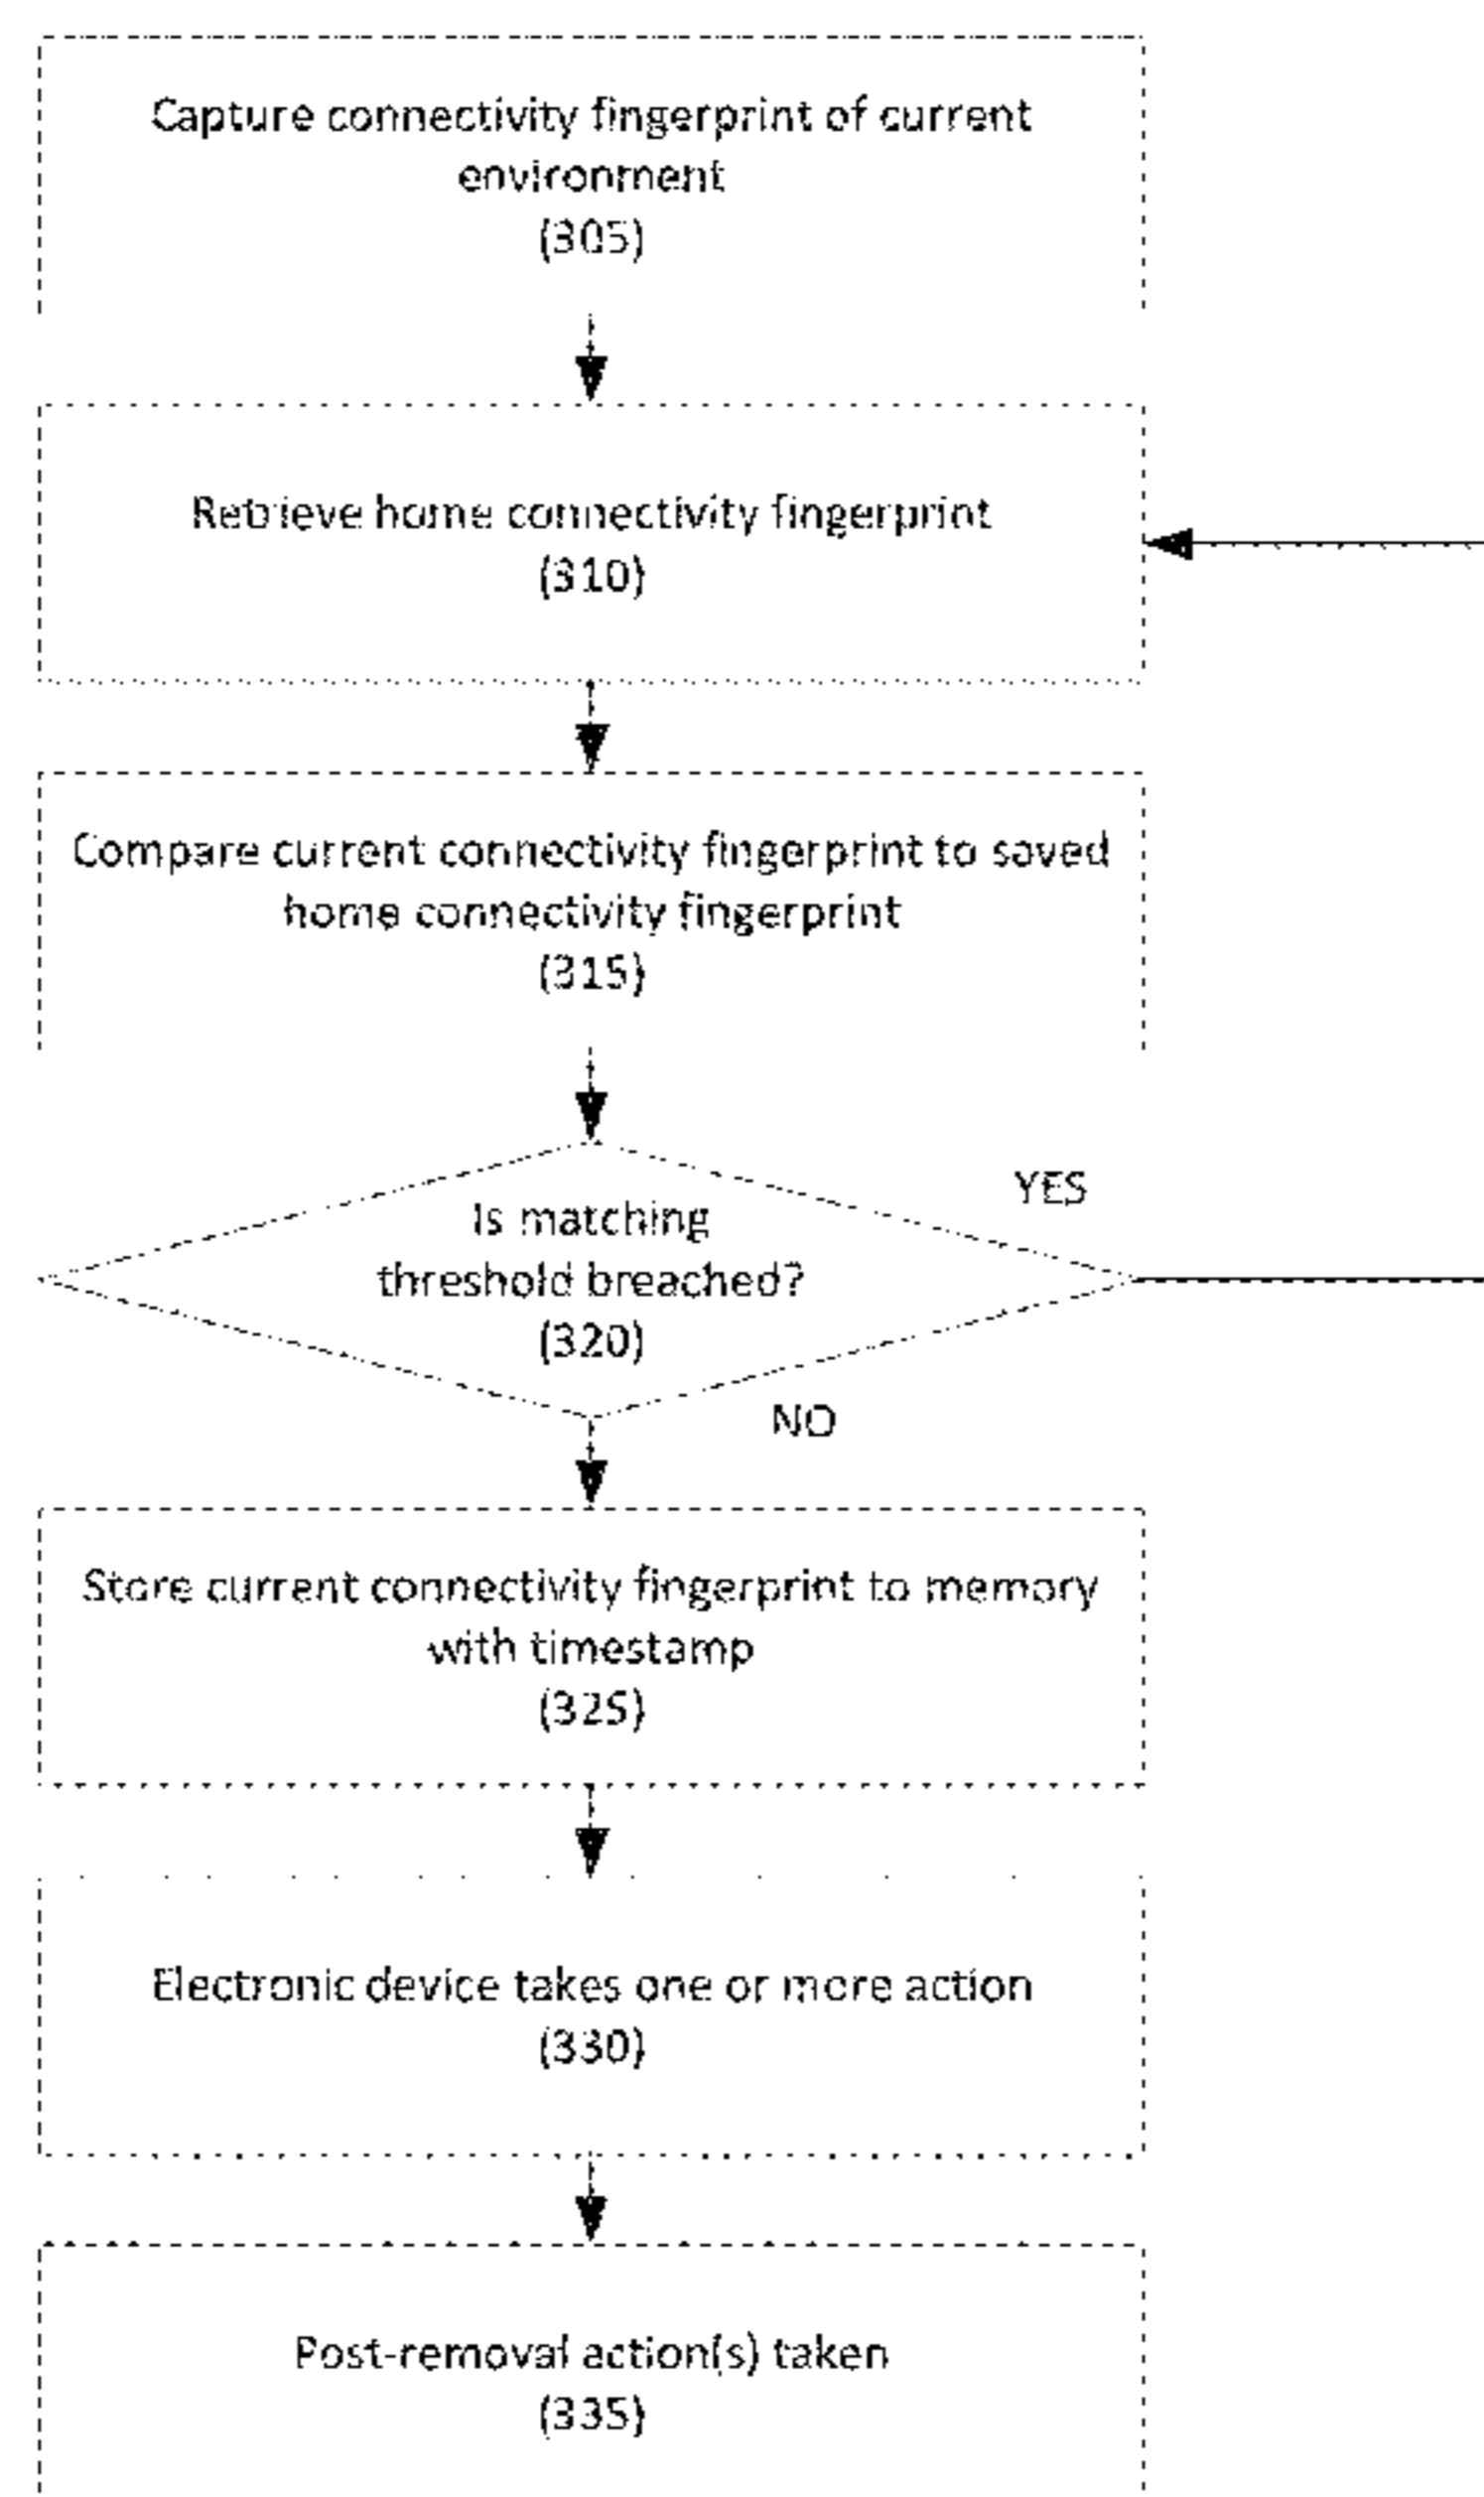 Capture connectivity fingerprint of current
environment
(305)
Retrieve home connectivity fingerprint
(310)
Compare current connectivity fingerprint to saved
home connectivity fingerprint
(315)
YES
Is matching
threshold breached?
(320)
NO
Store current connectivity fingerprint to memory
with timestamp
(325)
Electronic device takes one or more action
(330)
Post-removal action(s) taken
(335)